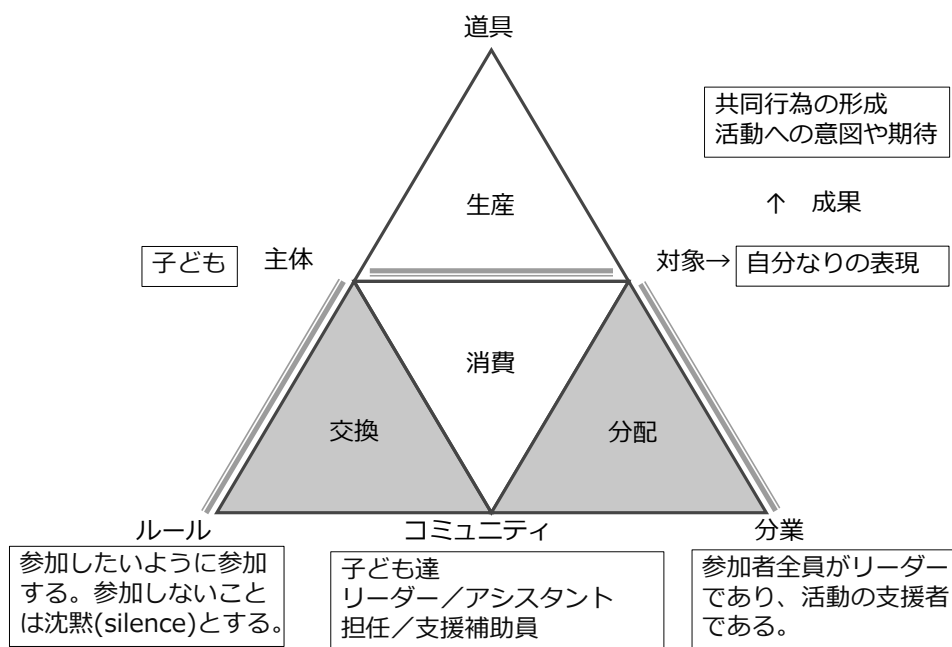 道具
共同行為の形成
活動への意図や期待
生産
↑ 成果
子ども
主体
対象→
自分なりの表現
消費
交換
分配
ルール
コミュニティ
分業
参加したいように参加
する。参加しないこと
は沈黙(silence)とする。
子ども達
リーダー／アシスタント
担任／支援補助員
参加者全員がリーダー
であり、活動の支援者
である。